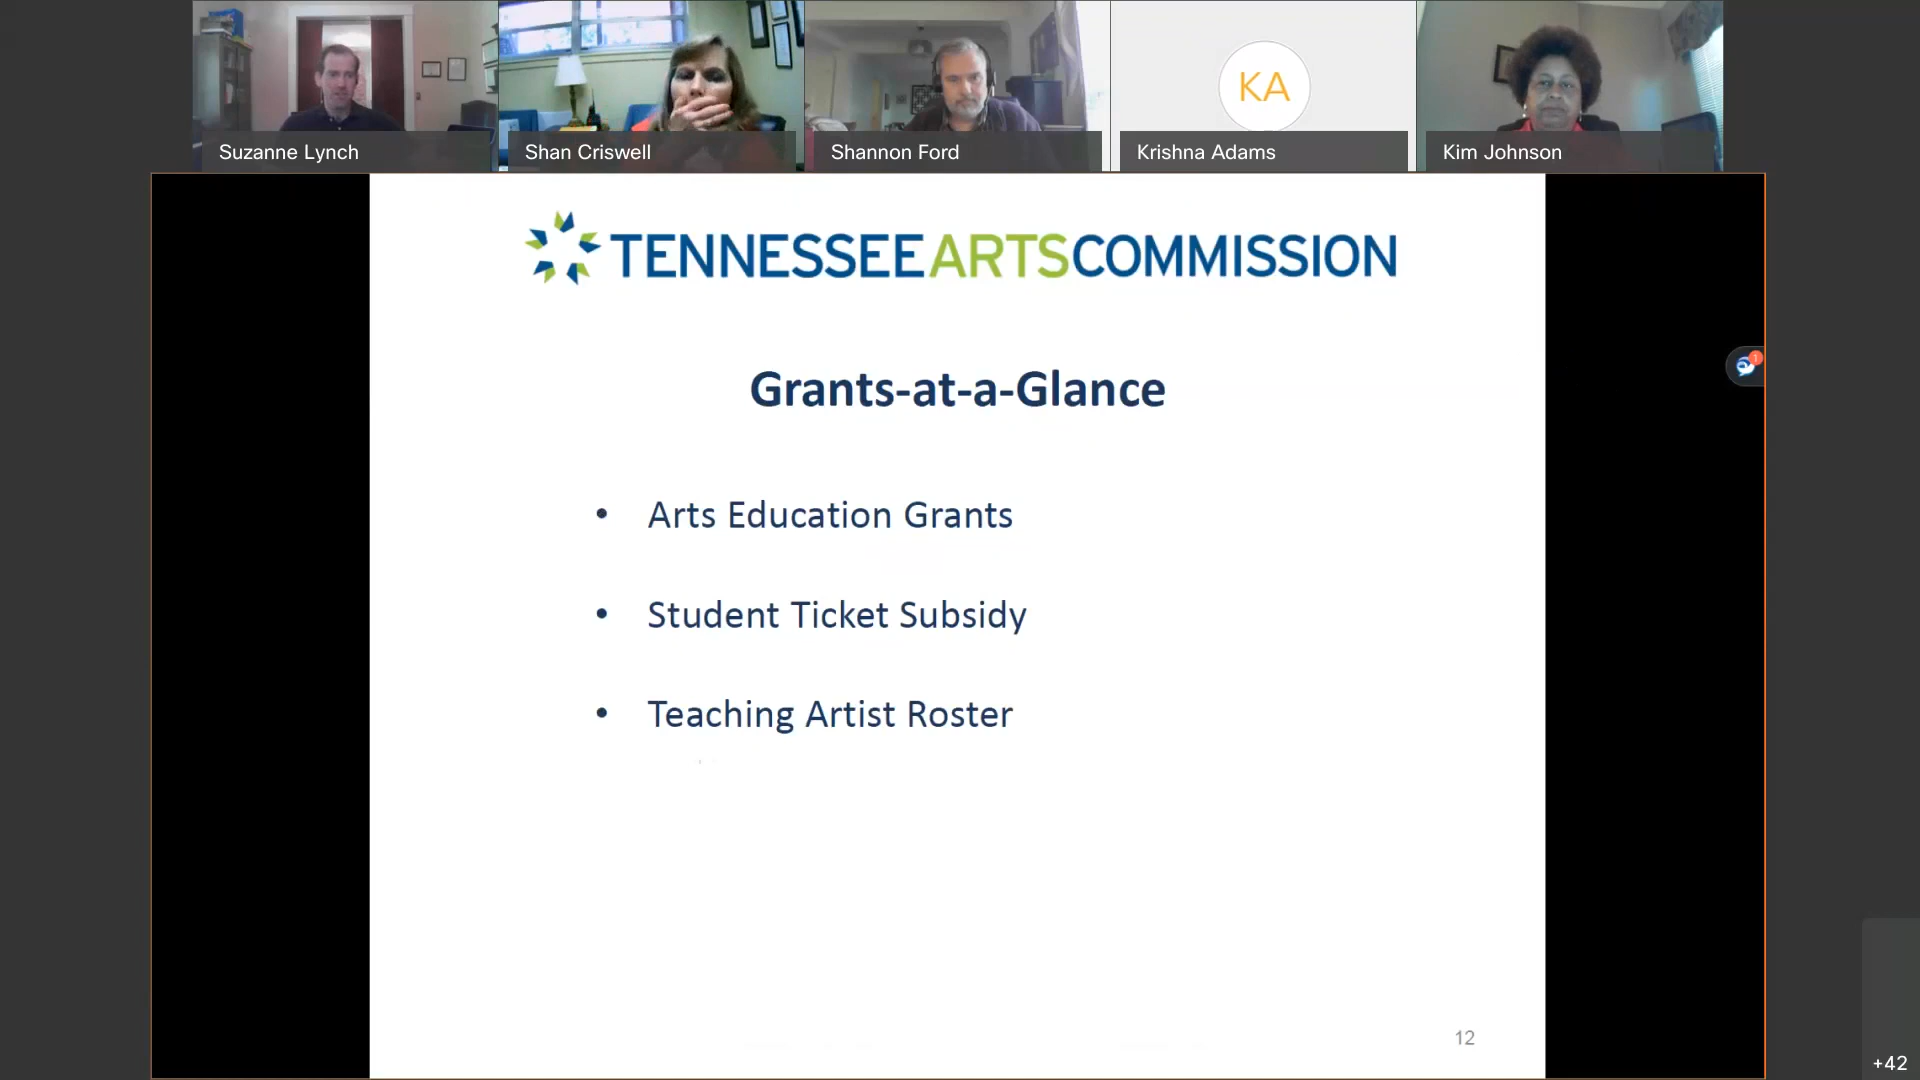 Suzanne Lynch
Shan Criswell
Shannon Ford
KA
Krishna Adams
Kim Johnson
TENNESSEEARTSCOMMISSION
1
Grants-at-a-Glance
• Arts Education Grants
• Student Ticket Subsidy
• Teaching Artist Roster
12
+42